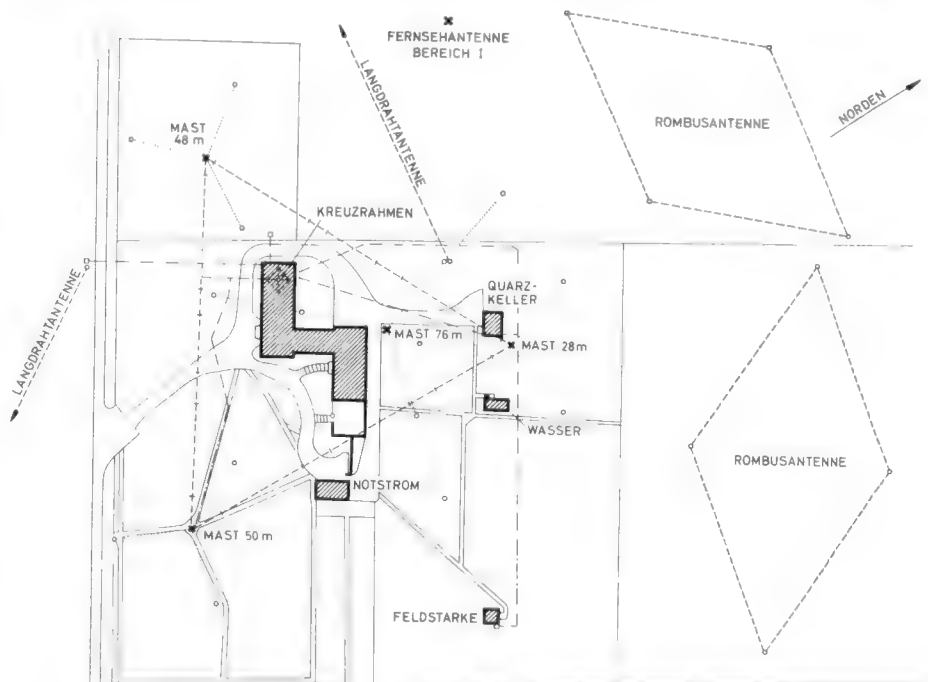 FERNSEHANTENNE
BEREICH I
LANGDRAHTANTENNE
ROMBUSANTENNE
NORDEN
MAST
48 m
KREUZRAHMEN
LANGDRAHTANTENNE
QUARZ-
KELLER
MAST 76 m
MAST 28 m
WASSER
ROMBUSANTENNE
NOTSTROM
MAST 50 m
FELDSTARKE